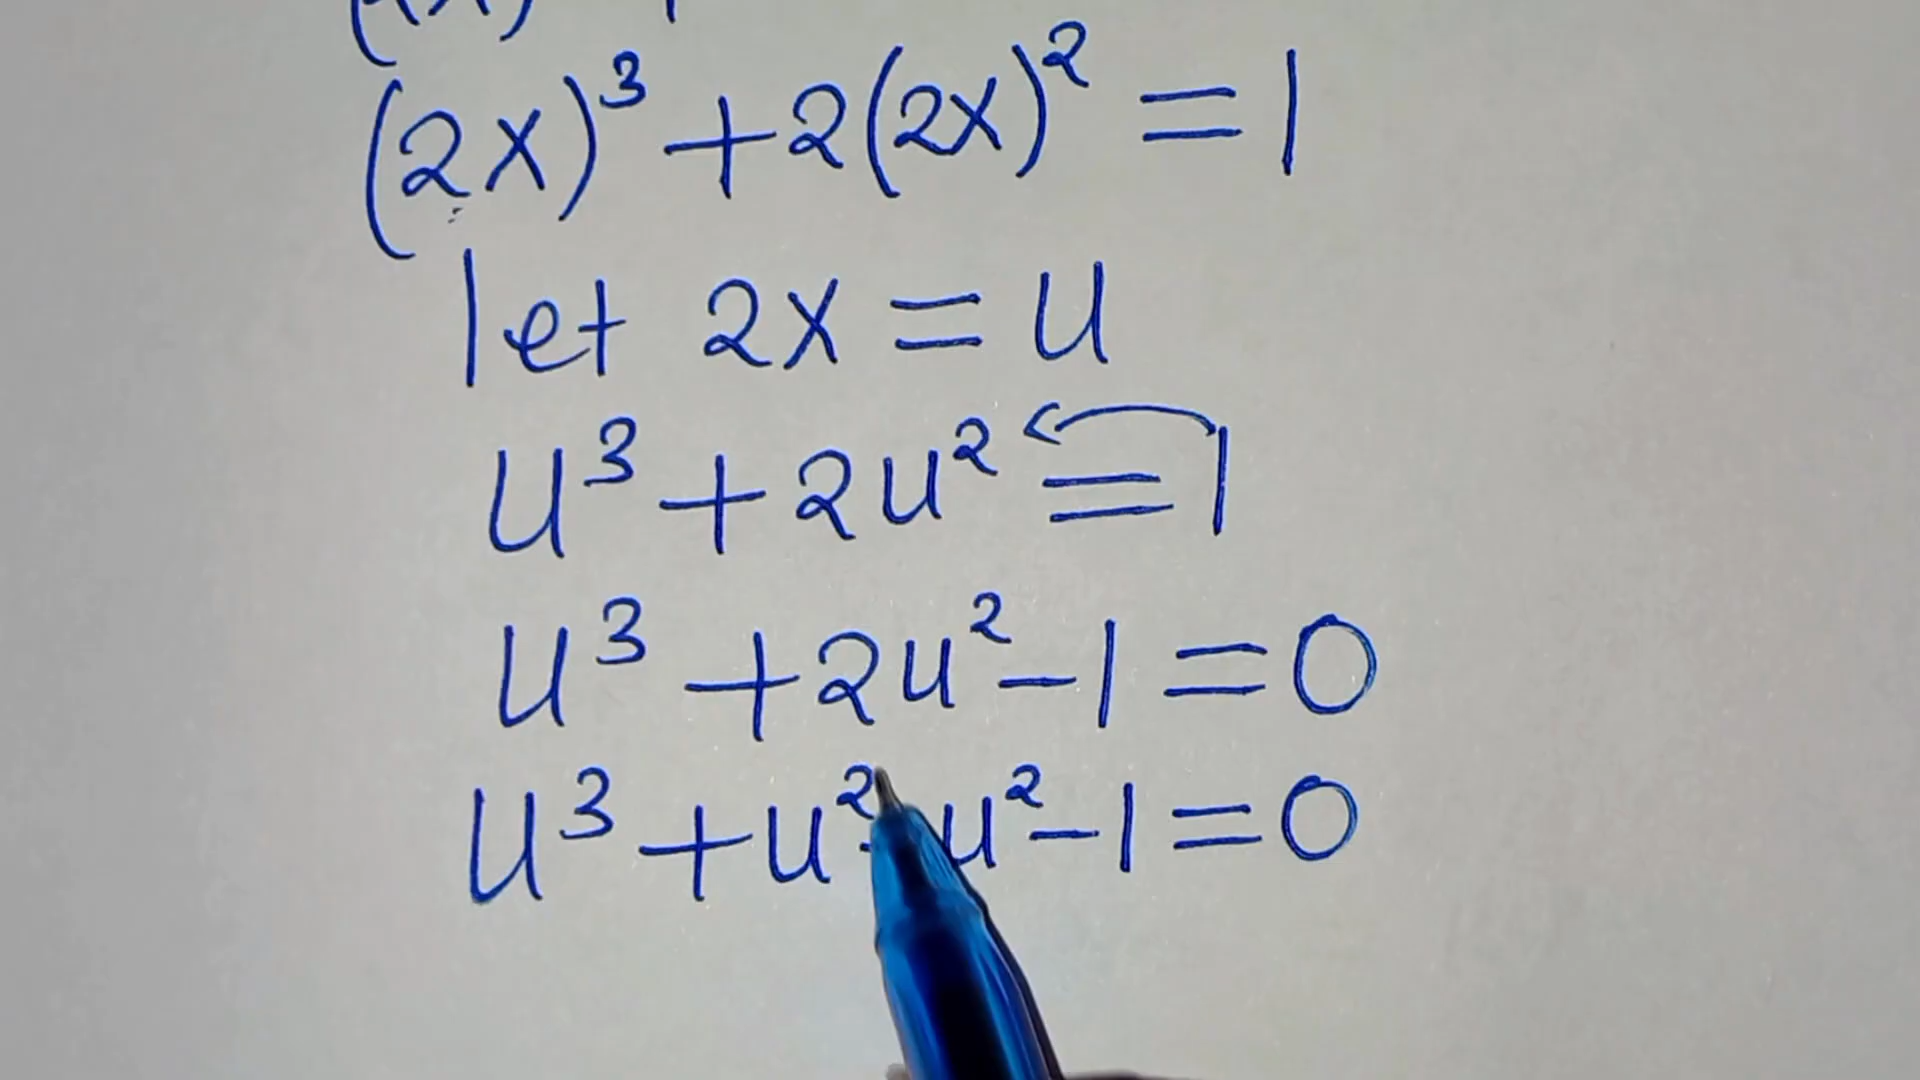 (2x)³ + 2(2x)² = 1
let 2x = u
u³ + 2u² = 1
u³ + 2u² - 1 = 0
u³ + u² u² - 1 = 0